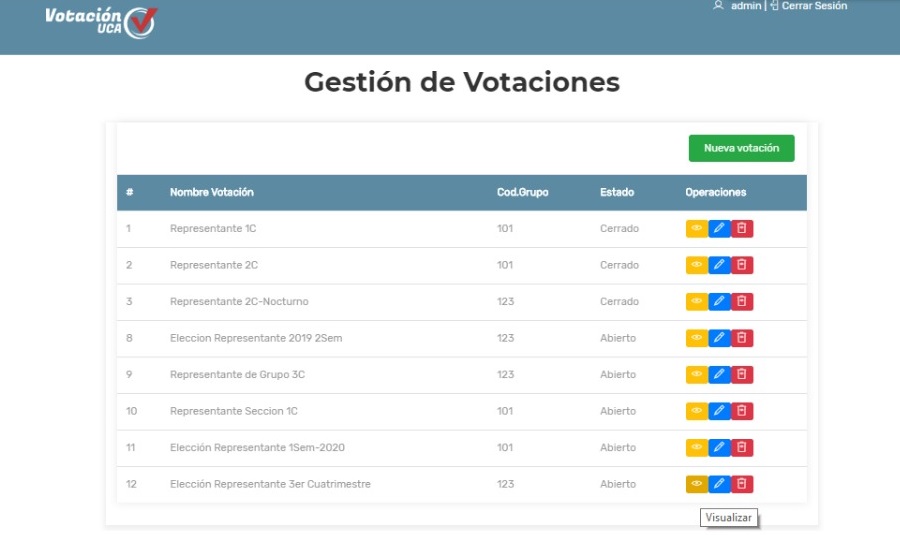 Votación
UCA
admin | Cerrar Sesión
Gestión de Votaciones
Nueva votación
# Nombre Votación Cod.Grupo Estado Operaciones
1 Representante 1C 101 Cerrado
2 Representante 2C 101 Cerrado
3 Representante 2C-Nocturno 123 Cerrado
8 Eleccion Representante 2019 2Sem 123 Abierto
9 Representante de Grupo 3C 123 Abierto
10 Representante Seccion 1C 101 Abierto
11 Elección Representante 1Sem-2020 101 Abierto
12 Elección Representante 3er Cuatrimestre 123 Abierto
Visualizar